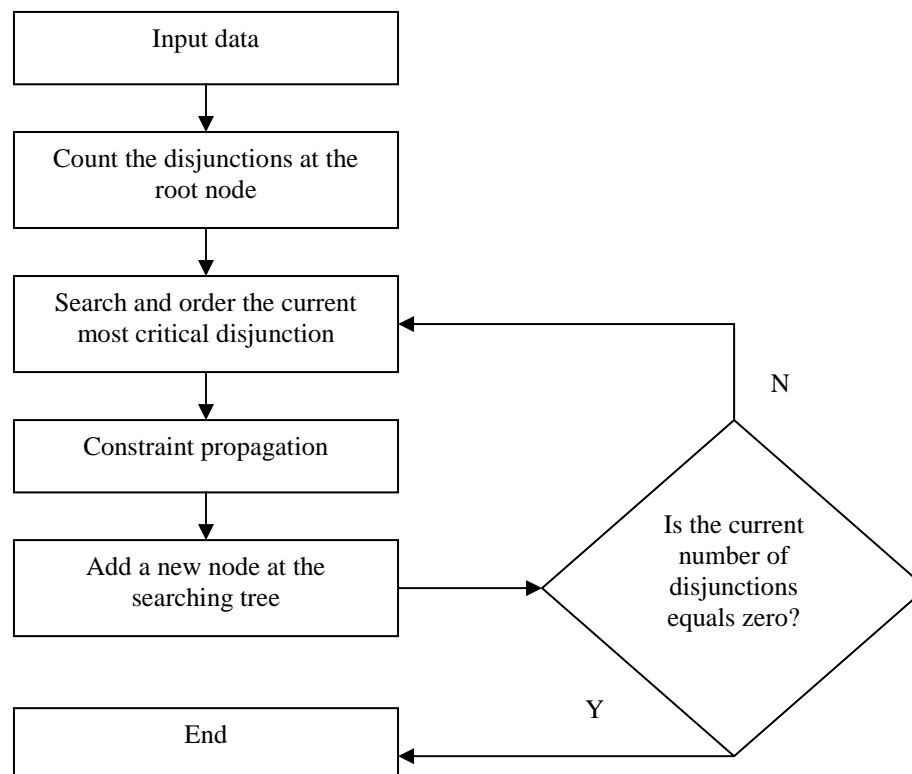 Input data
Count the disjunctions at the
root node
Search and order the current
most critical disjunction
N
Constraint propagation
Is the current
number of
disjunctions
equals zero?
Add a new node at the
searching tree
Y
End